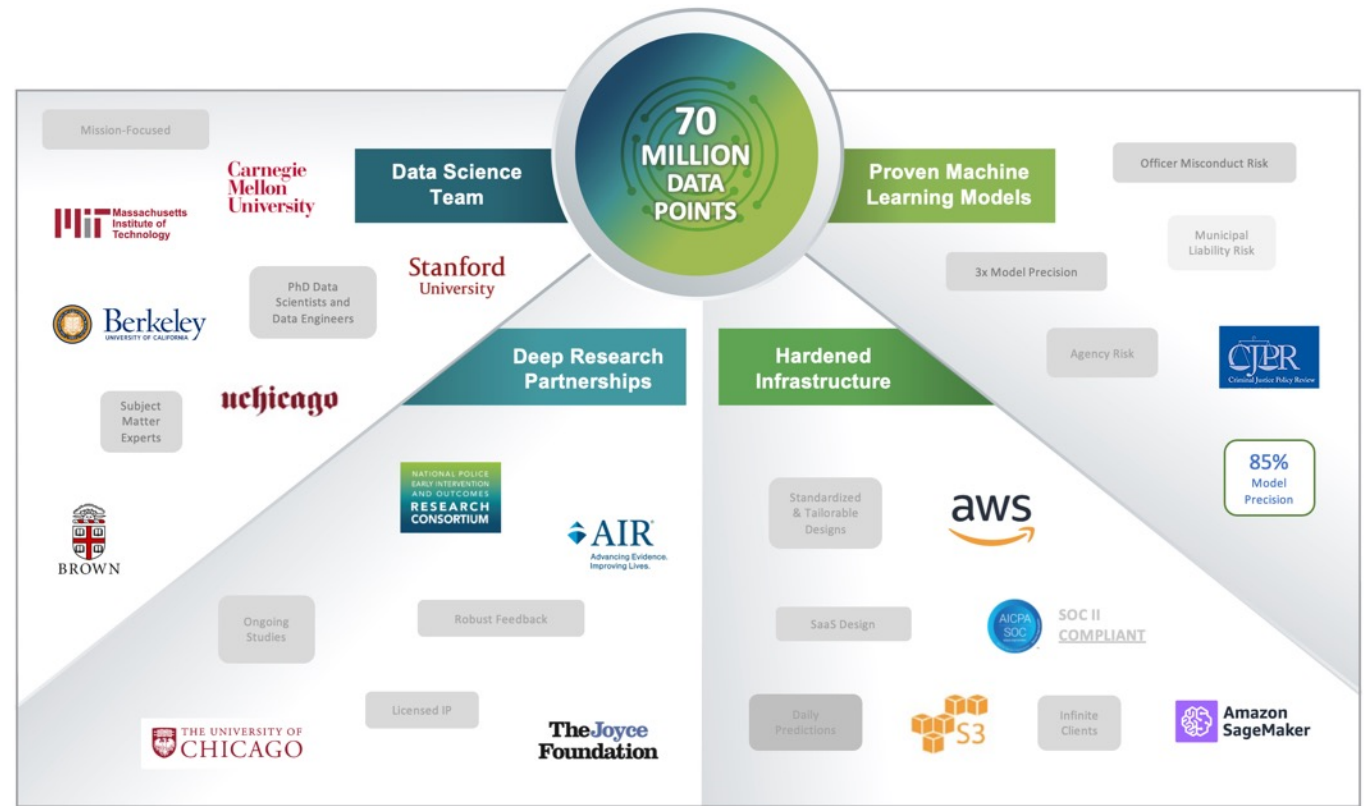 70
MILLION
DATA
POINTS
Data Science
Team
Mission-Focused
Carnegie
Mellon
University
Massachusetts
Institute of
Technology
Stanford
University
PhD Data
Scientists and
Data Engineers
Berkeley
UNIVERSITY OF CALIFORNIA
uchicago
Subject
Matter
Experts
BROWN
Deep Research
Partnerships
NATIONAL POLICE
EARLY INTERVENTION
AND OUTCOMES
RESEARCH
CONSORTIUM
AIR
Advancing Evidence.
Improving Lives.
Ongoing
Studies
Robust Feedback
Licensed IP
THE UNIVERSITY OF
CHICAGO
The Joyce
Foundation
Hardened
Infrastructure
Standardized
& Tailorable
Designs
aws
SaaS Design
AICPA
SOC
SOC II
COMPLIANT
Daily
Predictions
S3
Infinite
Clients
Amazon
SageMaker
Proven Machine
Learning Models
Officer Misconduct Risk
Municipal
Liability Risk
3x Model Precision
Agency Risk
CJPR
Criminal Justice Policy Review
85%
Model
Precision